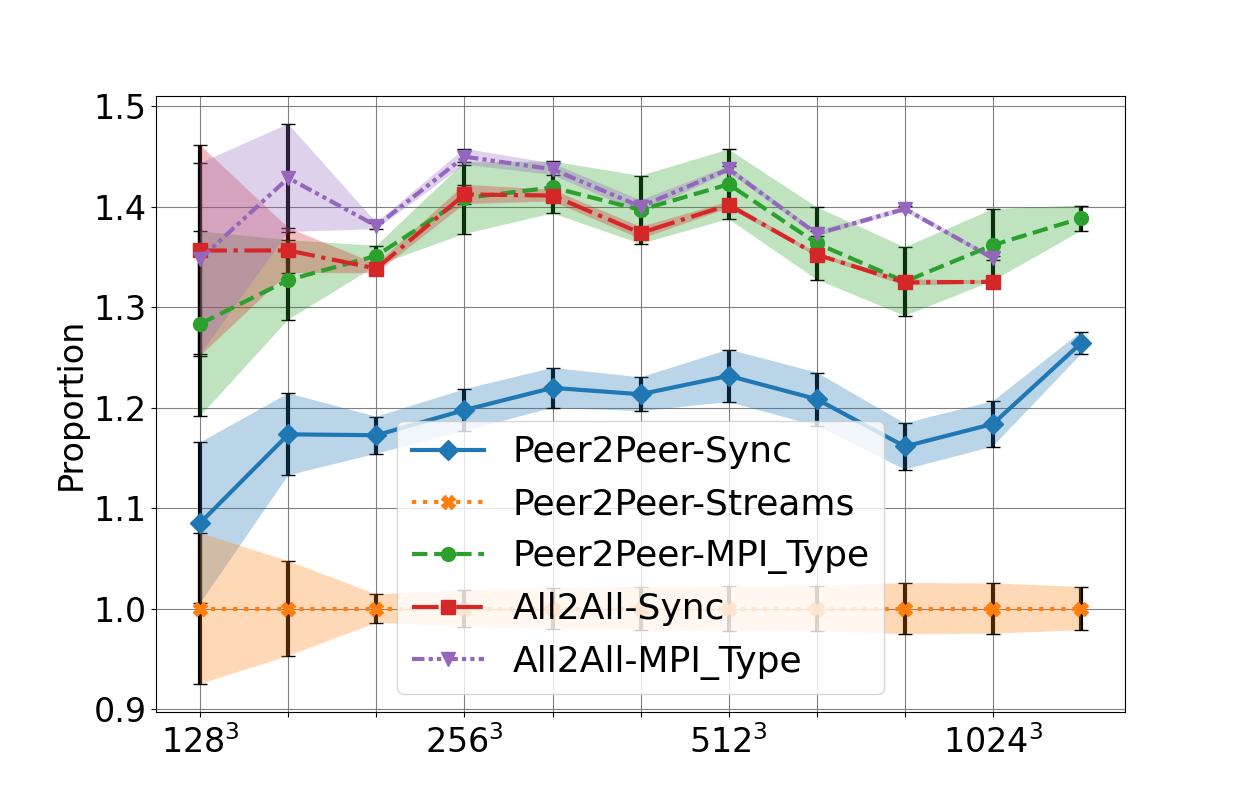 1.5
1.4
1.3
1.2
1.1
1.0
0.9
Proportion
Peer2Peer-Sync
Peer2Peer-Streams
Peer2Peer-MPI_Type
All2All-Sync
All2All-MPI_Type
128³ 256³ 512³ 1024³